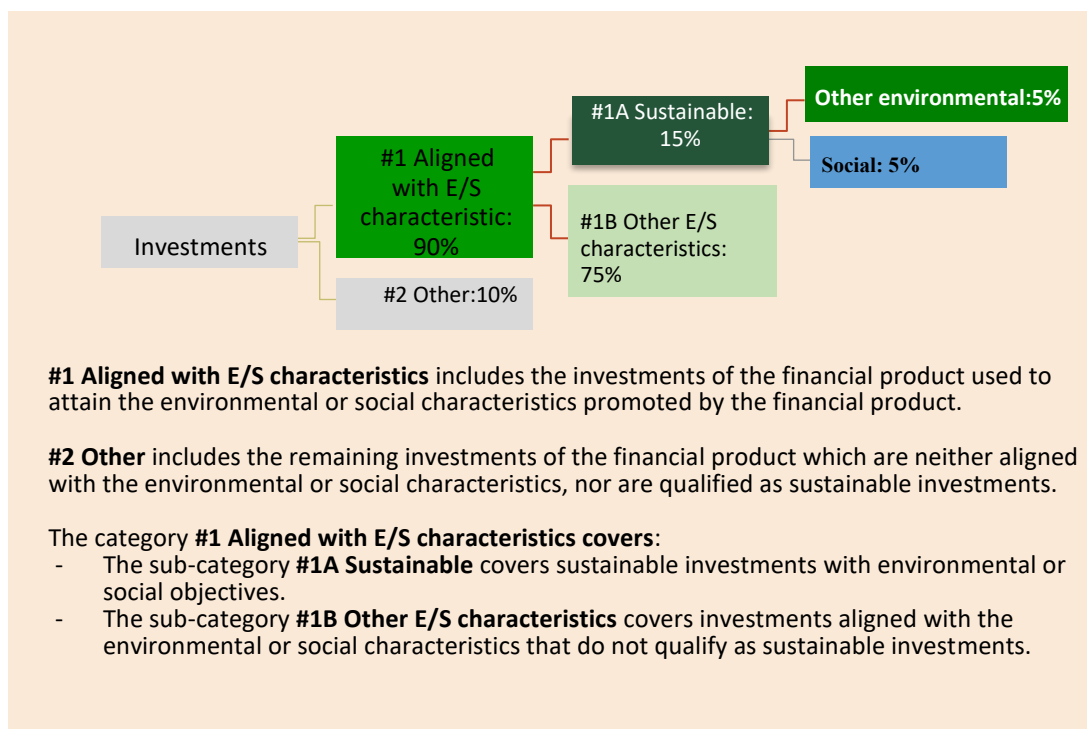 Investments
#1 Aligned
with E/S
characteristic:
90%
#2 Other:10%
#1A Sustainable:
15%
#1B Other E/S
characteristics:
75%
Other environmental:5%
Social: 5%
#1 Aligned with E/S characteristics includes the investments of the financial product used to
attain the environmental or social characteristics promoted by the financial product.
#2 Other includes the remaining investments of the financial product which are neither aligned
with the environmental or social characteristics, nor are qualified as sustainable investments.
The category #1 Aligned with E/S characteristics covers:
- The sub-category #1A Sustainable covers sustainable investments with environmental or
social objectives.
- The sub-category #1B Other E/S characteristics covers investments aligned with the
environmental or social characteristics that do not qualify as sustainable investments.